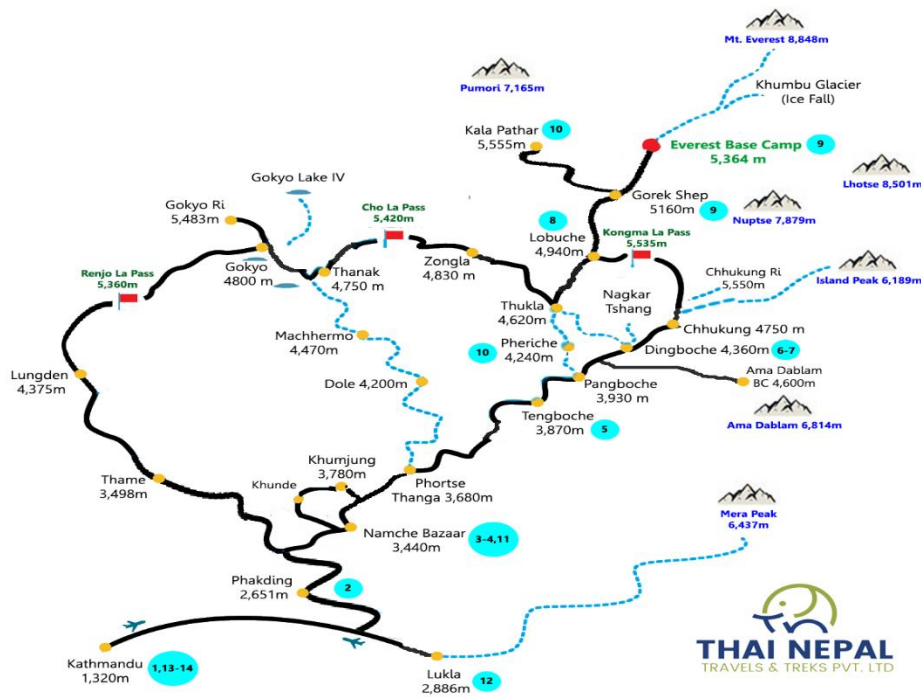 Mt. Everest 8,848m
Khumbu Glacier
(Ice Fall)
Pumori 7,165m
Kala Pathar
5,555m
10
Everest Base Camp
5,364 m
9
Lhotse 8,501m
Gokyo Lake IV
Gorek Shep
5160m
9
Nuptse 7,879m
Gokyo Ri
5,483m
Cho La Pass
5,420m
8
Lobuche
4,940m
Kongma La Pass
5,535m
Renjo La Pass
5,360m
Gokyo
4800 m
Thanak
4,750 m
Zongla
4,830 m
Chhukung Ri
5,550m
Island Peak 6,189m
Thukla
4,620m
Nagkar
Tshang
Chhukung 4750 m
Machhermo
4,470m
10
Pheriche
4,240m
Dingboche 4,360m
6-7
Lungden
4,375m
Dole 4,200m
Pangboche
3,930 m
Ama Dablam
BC 4,600m
Tengboche
3,870m
5
Ama Dablam 6,814m
Thame
3,498m
Khunde
Khumjung
3,780m
Phortse
Thanga 3,680m
Namche Bazaar
3,440m
3-4,11
Mera Peak
6,437m
Phakding
2,651m
2
Kathmandu
1,320m
1,13-14
Lukla
2,886m
12
THAI NEPAL
TRAVELS & TREKS PVT. LTD